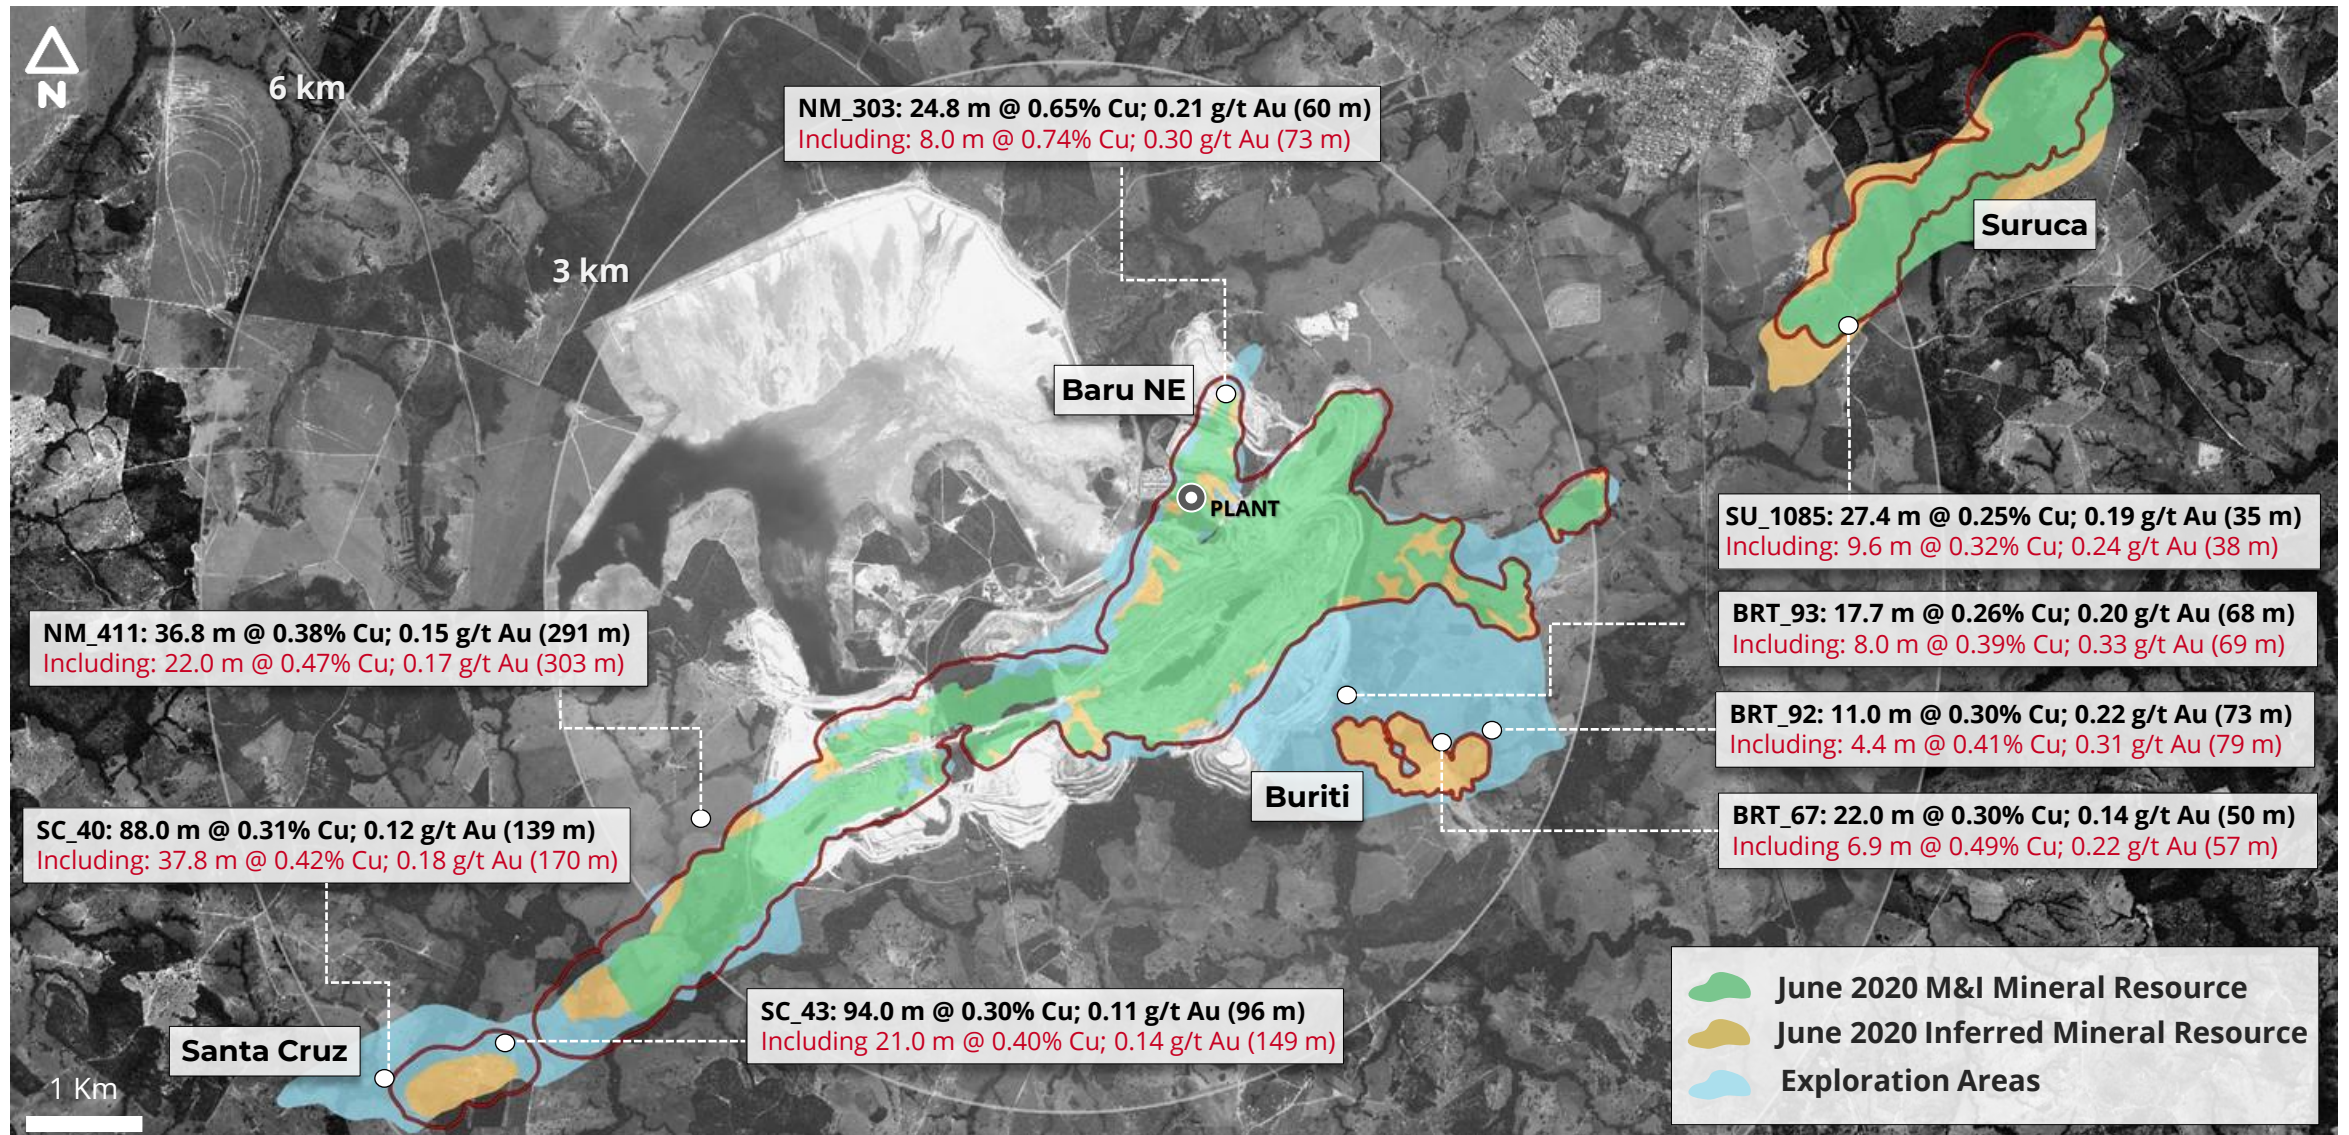 N
6 km
3 km
NM_303: 24.8 m @ 0.65% Cu; 0.21 g/t Au (60 m)
Including: 8.0 m @ 0.74% Cu; 0.30 g/t Au (73 m)
Suruca
Baru NE
PLANT
SU_1085: 27.4 m @ 0.25% Cu; 0.19 g/t Au (35 m)
Including: 9.6 m @ 0.32% Cu; 0.24 g/t Au (38 m)
BRT_93: 17.7 m @ 0.26% Cu; 0.20 g/t Au (68 m)
Including: 8.0 m @ 0.39% Cu; 0.33 g/t Au (69 m)
NM_411: 36.8 m @ 0.38% Cu; 0.15 g/t Au (291 m)
Including: 22.0 m @ 0.47% Cu; 0.17 g/t Au (303 m)
BRT_92: 11.0 m @ 0.30% Cu; 0.22 g/t Au (73 m)
Including: 4.4 m @ 0.41% Cu; 0.31 g/t Au (79 m)
Buriti
BRT_67: 22.0 m @ 0.30% Cu; 0.14 g/t Au (50 m)
Including 6.9 m @ 0.49% Cu; 0.22 g/t Au (57 m)
SC_40: 88.0 m @ 0.31% Cu; 0.12 g/t Au (139 m)
Including: 37.8 m @ 0.42% Cu; 0.18 g/t Au (170 m)
SC_43: 94.0 m @ 0.30% Cu; 0.11 g/t Au (96 m)
Including 21.0 m @ 0.40% Cu; 0.14 g/t Au (149 m)
Santa Cruz
1 Km
June 2020 M&I Mineral Resource
June 2020 Inferred Mineral Resource
Exploration Areas